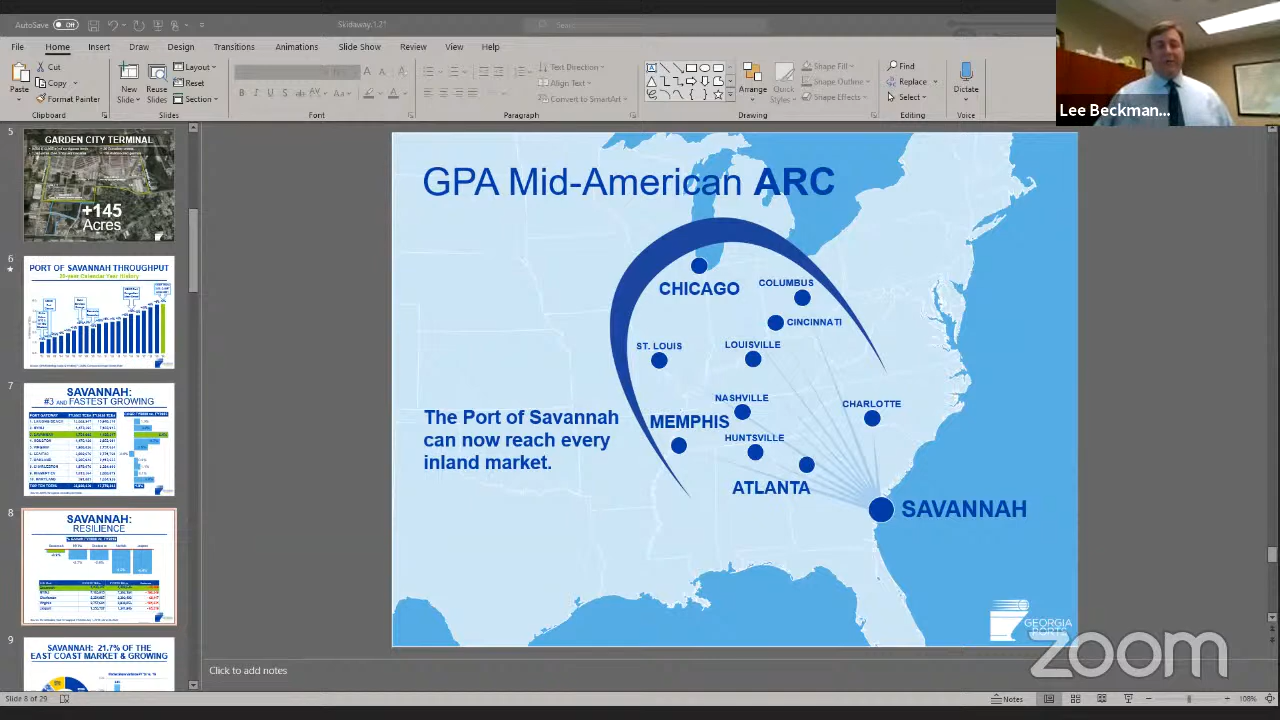 AutoSave Off
Skidaway.1.21
File Home Insert Draw Design Transitions Animations Slide Show Review View Help
Paste
Cut
Copy
Format Painter
Clipboard
New Slide
Reuse Slides
Layout
Reset
Section
Slides
Font
Text Direction
Align Text
Convert to SmartArt
Paragraph
Arrange
Quick Styles
Shape Fill
Shape Outline
Shape Effects
Drawing
Find
Replace
Select
Editing
Dictate
Voice
Lee Beckman...
5
GARDEN CITY TERMINAL
+145
Acres
6
PORT OF SAVANNAH THROUGHPUT
7
SAVANNAH:
#3 AND FASTEST GROWING
8
SAVANNAH:
RESILIENCE
9
SAVANNAH: 21.7% OF THE
EAST COAST MARKET & GROWING
GPA Mid-American ARC
CHICAGO
COLUMBUS
CINCINNATI
ST. LOUIS
LOUISVILLE
NASHVILLE
CHARLOTTE
MEMPHIS
HUNTSVILLE
ATLANTA
SAVANNAH
The Port of Savannah
can now reach every
inland market.
GEORGIA
PORTS
zoom
Click to add notes
Slide 8 of 29
Notes
108%